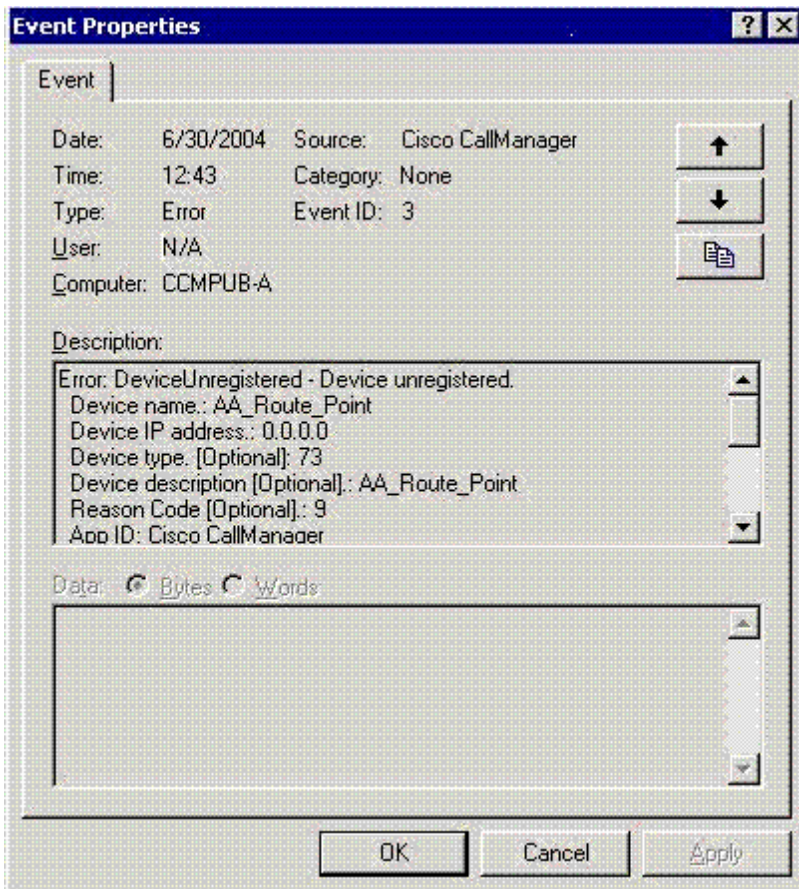 Event Properties
Event
Date: 6/30/2004 Source: Cisco CallManager
Time: 12:43 Category: None
Type: Error Event ID: 3
User: N/A
Computer: CCMPUB-A
Description:
Error: DeviceUnregistered - Device unregistered.
Device name.: AA_Route_Point
Device IP address.: 0.0.0.0
Device type. [Optional]: 73
Device description [Optional].: AA_Route_Point
Reason Code [Optional].: 9
App ID: Cisco CallManager
Data: Bytes Words
OK Cancel Apply